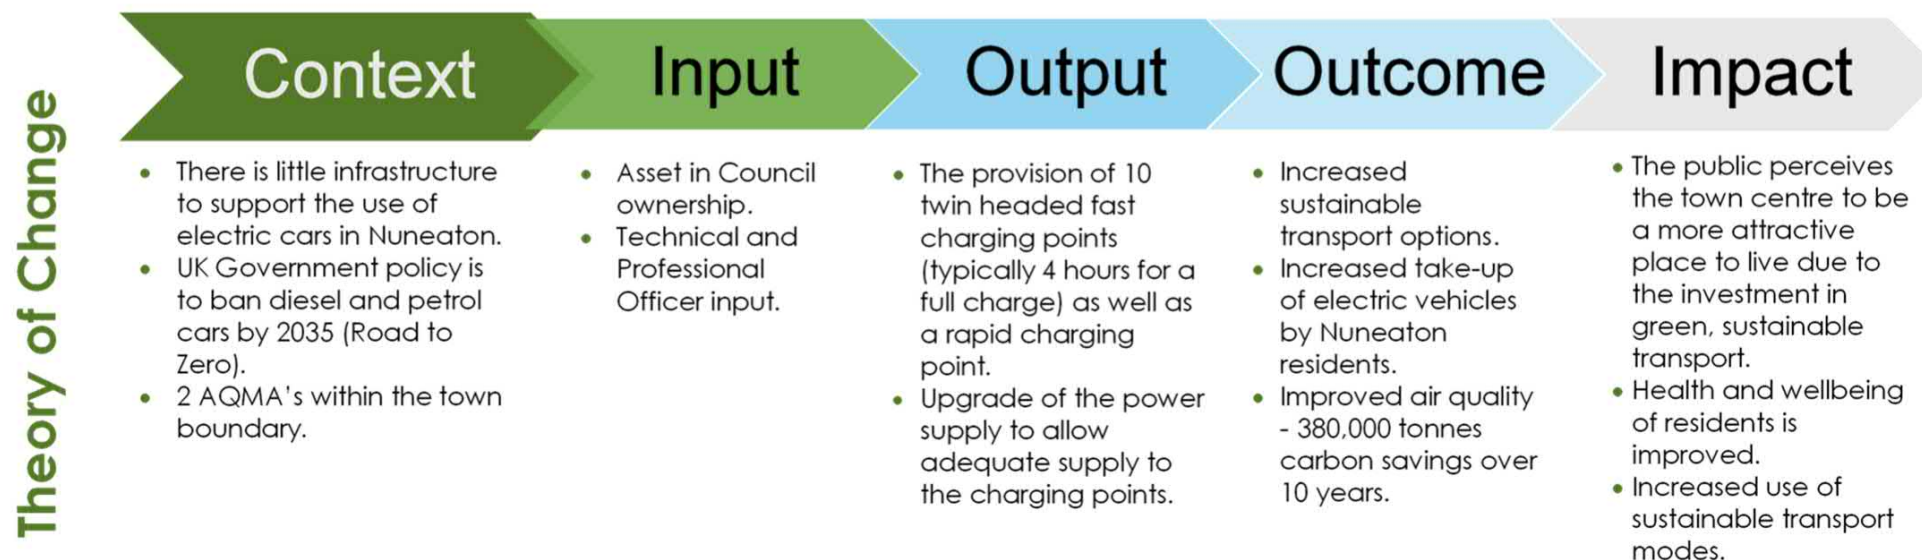 Theory of Change
Context
Input
Output
Outcome
Impact
• There is little infrastructure
to support the use of
electric cars in Nuneaton.
• UK Government policy is
to ban diesel and petrol
cars by 2035 (Road to
Zero).
• 2 AQMA's within the town
boundary.
• Asset in Council
ownership.
• Technical and
Professional
Officer input.
• The provision of 10
twin headed fast
charging points
(typically 4 hours for a
full charge) as well as
a rapid charging
point.
• Upgrade of the power
supply to allow
adequate supply to
the charging points.
• Increased
sustainable
transport options.
• Increased take-up
of electric vehicles
by Nuneaton
residents.
• Improved air quality
- 380,000 tonnes
carbon savings over
10 years.
• The public perceives
the town centre to be
a more attractive
place to live due to
the investment in
green, sustainable
transport.
• Health and wellbeing
of residents is
improved.
• Increased use of
sustainable transport
modes.